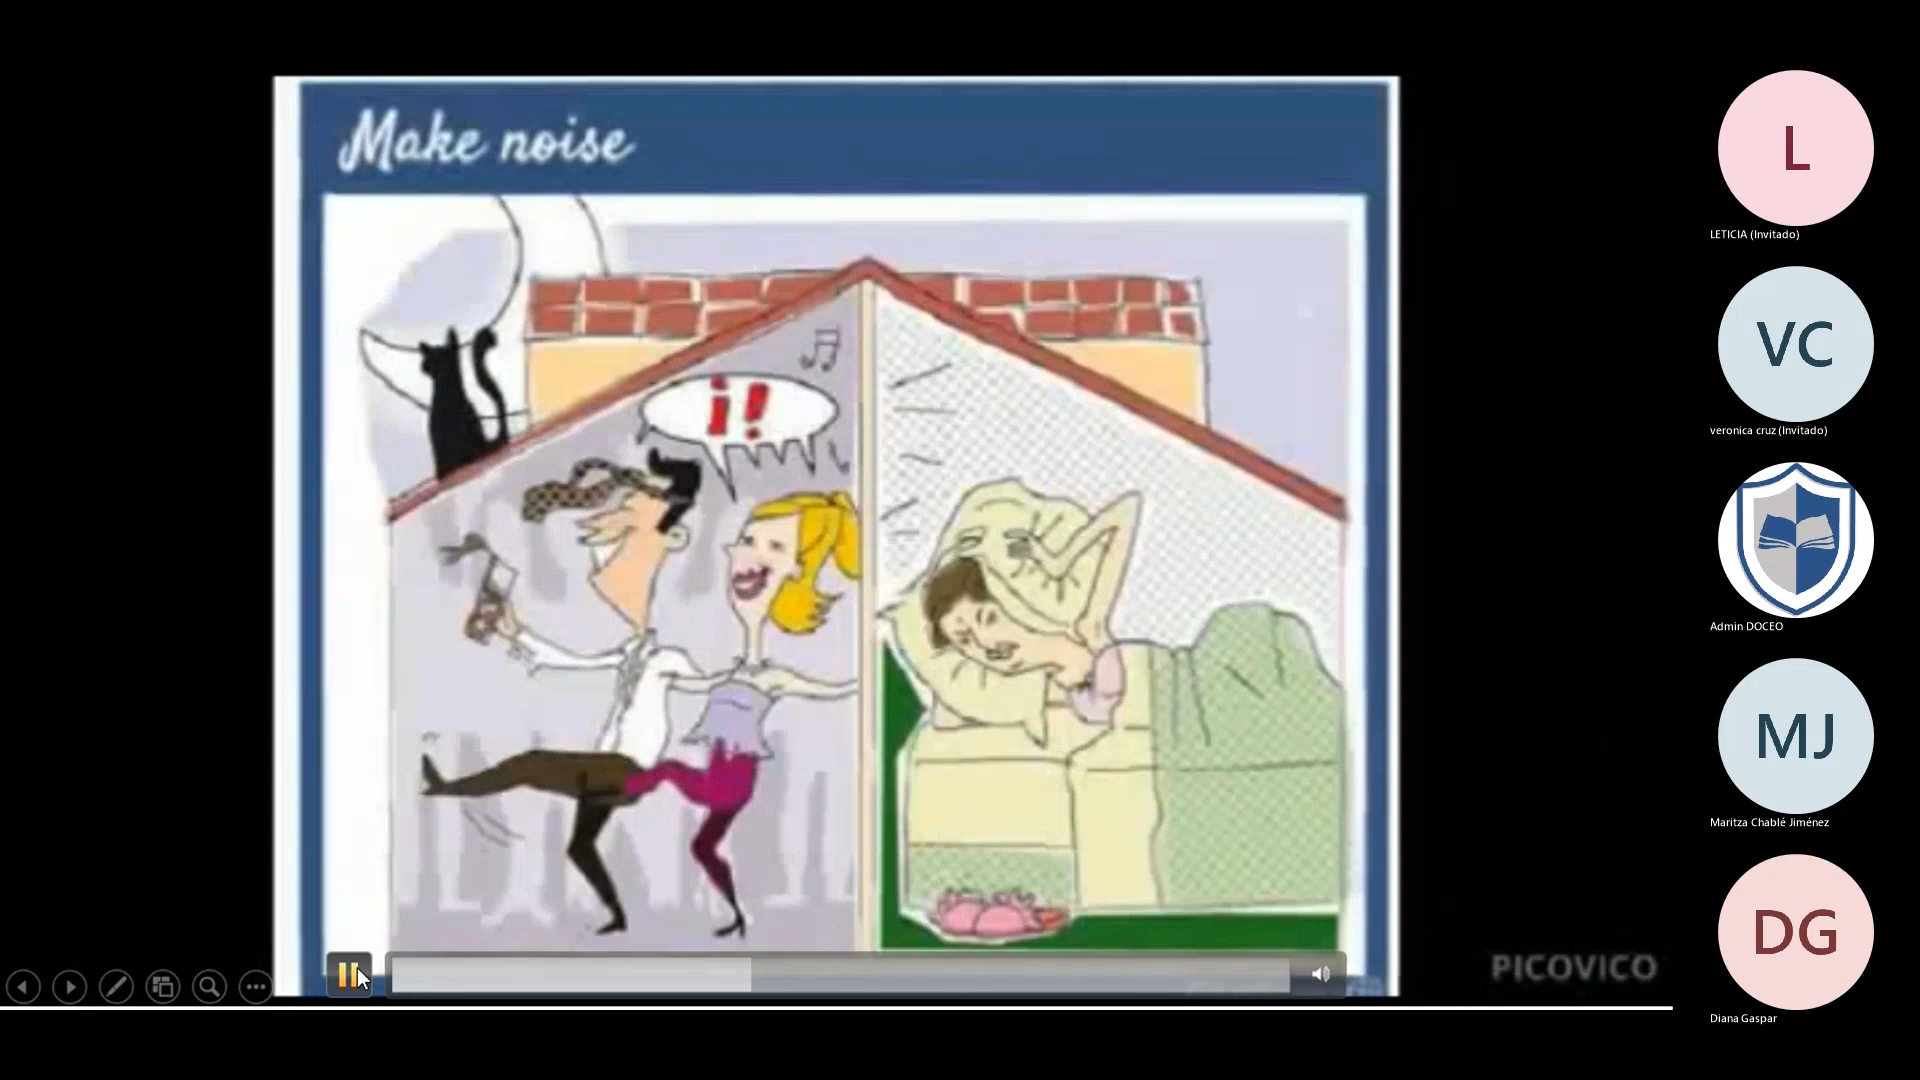 Make noise
¡!
PICOVICO
L
LETICIA (Invitado)
VC
veronica cruz (Invitado)
Admin DOCEO
MJ
Maritza Chablé Jiménez
DG
Diana Gaspar